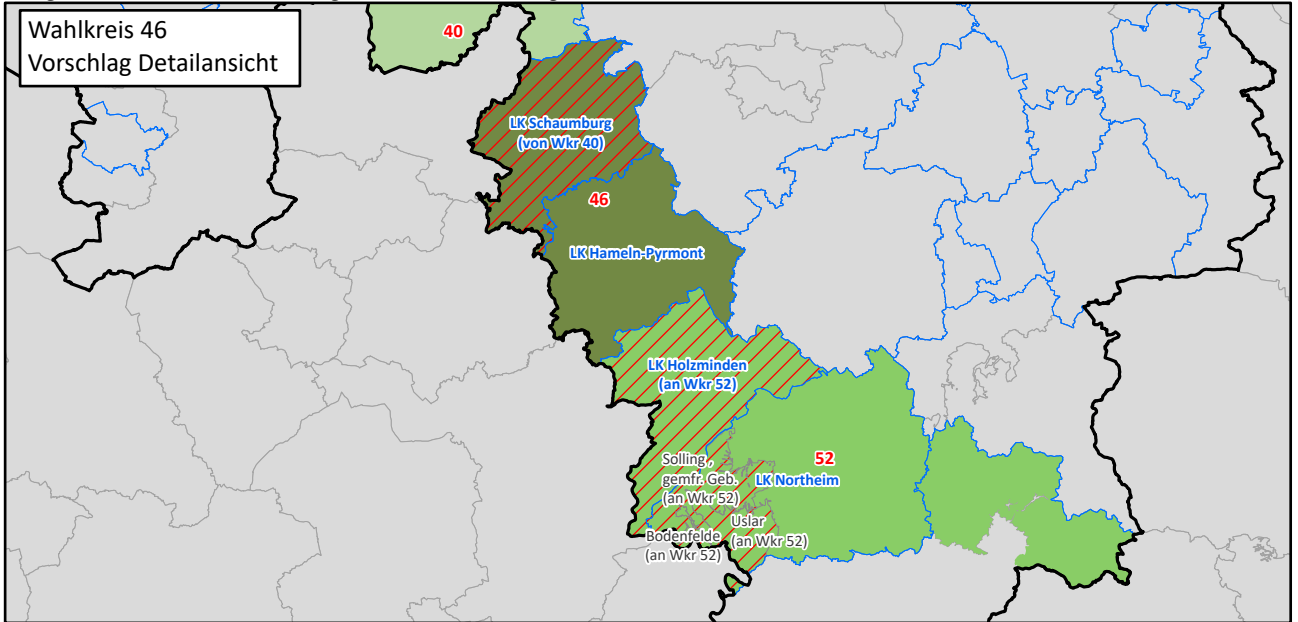 Wahlkreis 46
Vorschlag Detailansicht
40
LK Schaumburg
(von Wkr 40)
46
LK Hameln-Pyrmont
LK Holzminden
(an Wkr 52)
52
LK Northeim
Solling ,
gemfr. Geb.
(an Wkr 52)
Uslar
(an Wkr 52)
Bodenfelde
(an Wkr 52)